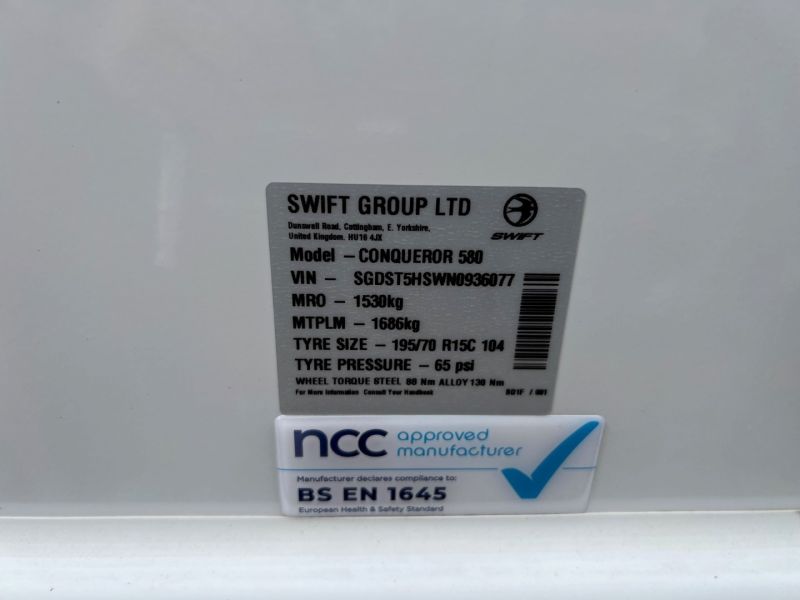 SWIFT GROUP LTD
Dunswell Road, Cottingham, E. Yorkshire,
United Kingdom. HU16 4JX
SWIFT
Model – CONQUEROR 580
VIN – SGDST5HSWN0936077
MRO – 1530kg
MTPLM – 1686kg
TYRE SIZE – 195/70 R15C 104
TYRE PRESSURE – 65 psi
WHEEL TORQUE STEEL 88 Nm ALLOY 130 Nm
For More Information Consult Your Handbook
/ 001
ncc approved
manufacturer
Manufacturer declares compliance to:
BS EN 1645
European Health & Safety Standard